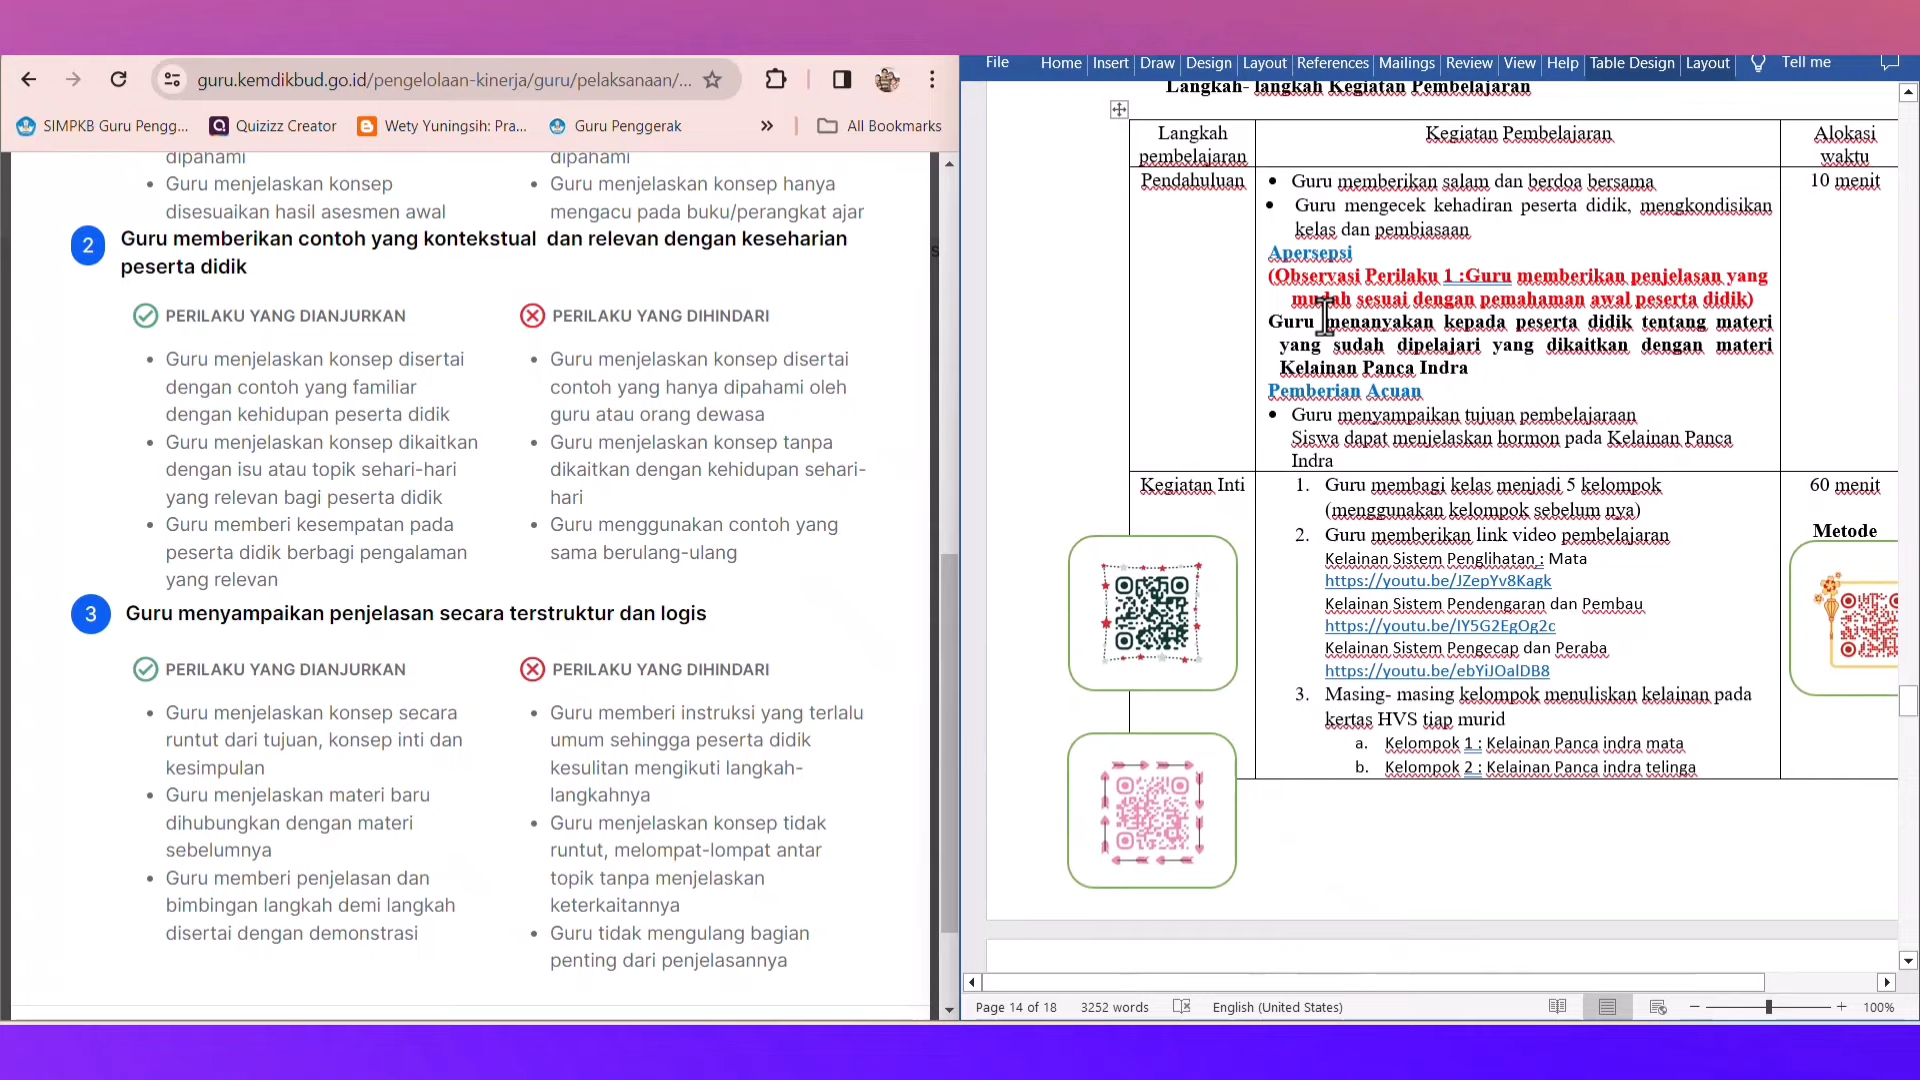 guru.kemdikbud.go.id/pengelolaan-kinerja/guru/pelaksanaan/...
SIMPKB Guru Pengg...
Quizizz Creator
Wety Yuningsih: Pra...
Guru Penggerak
»
All Bookmarks
dipahami
• Guru menjelaskan konsep
disesuaikan hasil asesmen awal
dipahami
• Guru menjelaskan konsep hanya
mengacu pada buku/perangkat ajar
2
Guru memberikan contoh yang kontekstual dan relevan dengan keseharian
peserta didik
PERILAKU YANG DIANJURKAN
• Guru menjelaskan konsep disertai
dengan contoh yang familiar
dengan kehidupan peserta didik
• Guru menjelaskan konsep dikaitkan
dengan isu atau topik sehari-hari
yang relevan bagi peserta didik
• Guru memberi kesempatan pada
peserta didik berbagi pengalaman
yang relevan
PERILAKU YANG DIHINDARI
• Guru menjelaskan konsep disertai
contoh yang hanya dipahami oleh
guru atau orang dewasa
• Guru menjelaskan konsep tanpa
dikaitkan dengan kehidupan sehari-
hari
• Guru menggunakan contoh yang
sama berulang-ulang
3
Guru menyampaikan penjelasan secara terstruktur dan logis
PERILAKU YANG DIANJURKAN
• Guru menjelaskan konsep secara
runtut dari tujuan, konsep inti dan
kesimpulan
• Guru menjelaskan materi baru
dihubungkan dengan materi
sebelumnya
• Guru memberi penjelasan dan
bimbingan langkah demi langkah
disertai dengan demonstrasi
PERILAKU YANG DIHINDARI
• Guru memberi instruksi yang terlalu
umum sehingga peserta didik
kesulitan mengikuti langkah-
langkahnya
• Guru menjelaskan konsep tidak
runtut, melompat-lompat antar
topik tanpa menjelaskan
keterkaitannya
• Guru tidak mengulang bagian
penting dari penjelasannya
File Home Insert Draw Design Layout References Mailings Review View Help Table Design Layout Tell me
Langkah- langkah Kegiatan Pembelajaran
Langkah
pembelajaran
Kegiatan Pembelajaran
Alokasi
waktu
Pendahuluan
• Guru memberikan salam dan berdoa bersama
• Guru mengecek kehadiran peserta didik, mengkondisikan
kelas dan pembiasaan
Apersepsi
(Observasi Perilaku 1 :Guru memberikan penjelasan yang
mudah sesuai dengan pemahaman awal peserta didik)
Guru menanyakan kepada peserta didik tentang materi
yang sudah dipelajari yang dikaitkan dengan materi
Kelainan Panca Indra
Pemberian Acuan
• Guru menyampaikan tujuan pembelajaraan
Siswa dapat menjelaskan hormon pada Kelainan Panca
Indra
10 menit
Kegiatan Inti
1. Guru membagi kelas menjadi 5 kelompok
(menggunakan kelompok sebelum nya)
2. Guru memberikan link video pembelajaran
Kelainan Sistem Penglihatan : Mata
https://youtu.be/JZepYv8Kagk
Kelainan Sistem Pendengaran dan Pembau
https://youtu.be/IY5G2EgOg2c
Kelainan Sistem Pengecap dan Peraba
https://youtu.be/ebYiJOalDB8
3. Masing- masing kelompok menuliskan kelainan pada
kertas HVS tiap murid
a. Kelompok 1 : Kelainan Panca indra mata
b. Kelompok 2 : Kelainan Panca indra telinga
60 menit
Metode
Page 14 of 18 3252 words English (United States) 100%